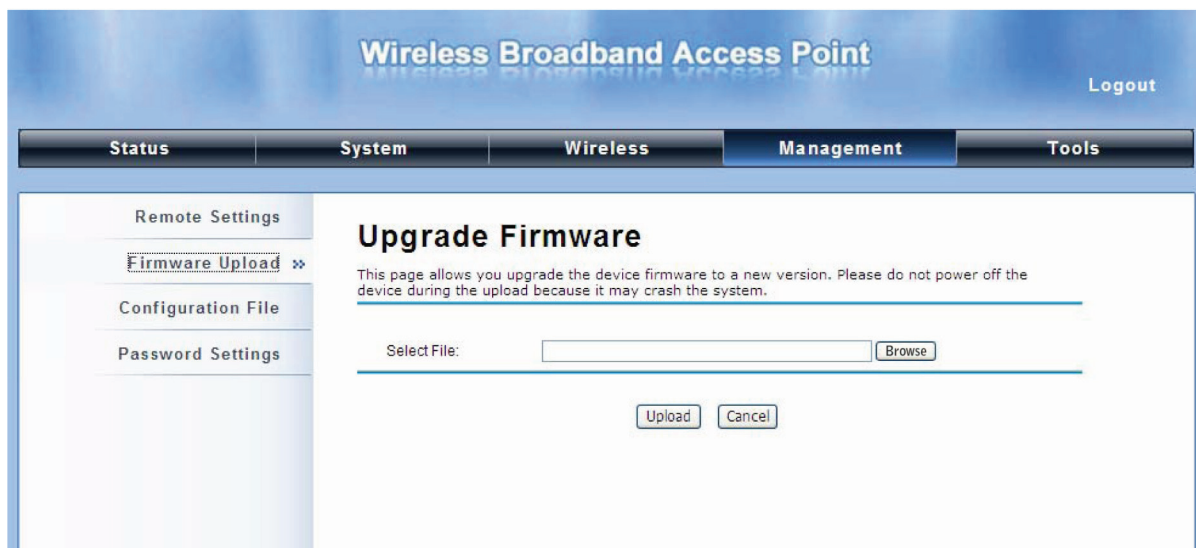 Wireless Broadband Access Point
Logout
Status System Wireless Management Tools
Remote Settings
Firmware Upload »
Configuration File
Password Settings
Upgrade Firmware
This page allows you upgrade the device firmware to a new version. Please do not power off the
device during the upload because it may crash the system.
Select File: Browse
Upload Cancel